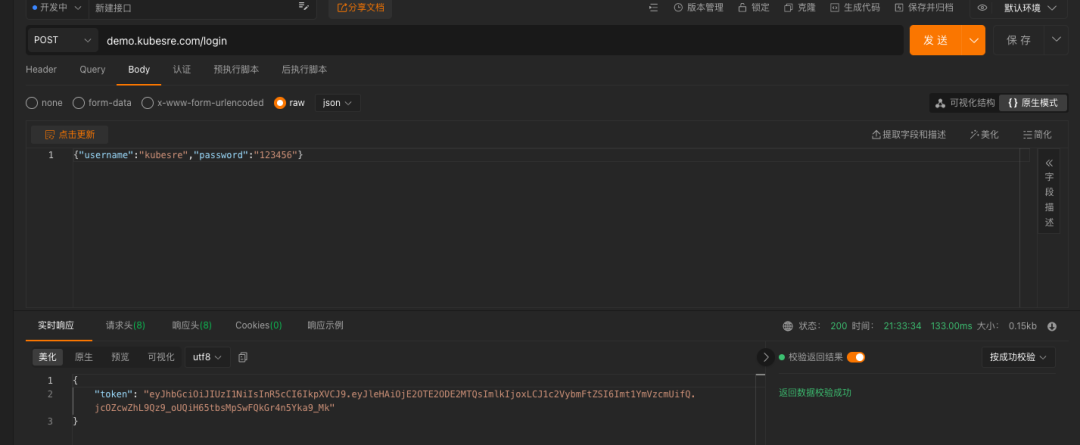 开发中 新建接口 分享文档 版本管理 锁定 克隆 生成代码 保存并归档 默认环境
POST demo.kubesre.com/login 发送 保存
Header Query Body 认证 预执行脚本 后执行脚本
none form-data x-www-form-urlencoded raw json 可视化结构 {} 原生模式
点击更新 提取字段和描述 美化 简化
1 {"username":"kubesre","password":"123456"}
字段描述
实时响应 请求头(8) 响应头(8) Cookies(0) 响应示例 状态: 200 时间: 21:33:34 133.00ms 大小: 0.15kb
美化 原生 预览 可视化 utf8 校验返回结果 按成功校验
1 {
2 "token": "eyJhbGciOiJIUzI1NiIsInR5cCI6IkpXVCJ9.eyJleHAiOjE2OTE2ODE2MTQsImlkIjoxLCJ1c2VybmFtZSI6Imt1YmVzcmUifQ.
jcOZcwZhL9Qz9_oUQiH65tbsMpSwFQkGr4n5Yka9_Mk"
3 }
返回数据校验成功